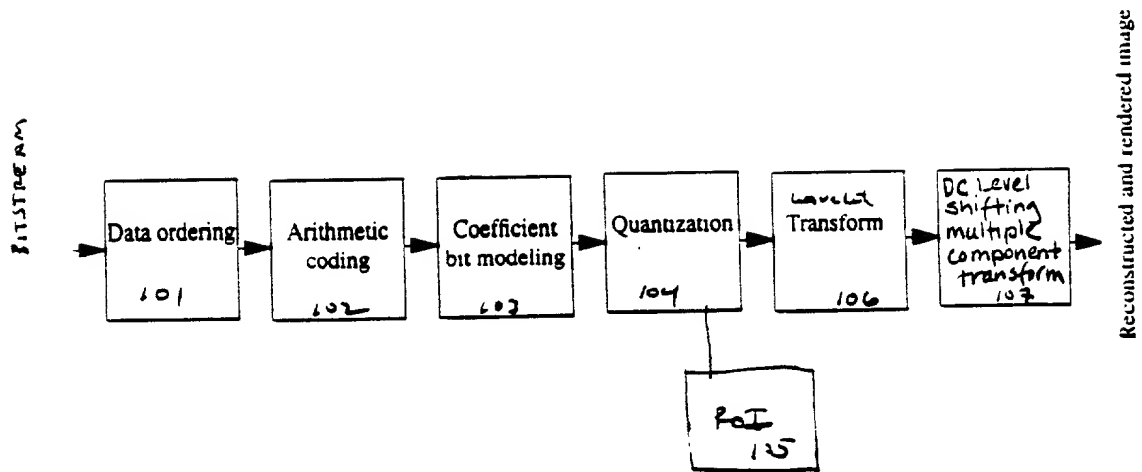 BITSTREAM
Data ordering
101
Arithmetic
coding
102
Coefficient
bit modeling
103
Quantization
104
Wavelet
Transform
106
DC Level
shifting
multiple
component
transform
107
Reconstructed and rendered image
RoI
105